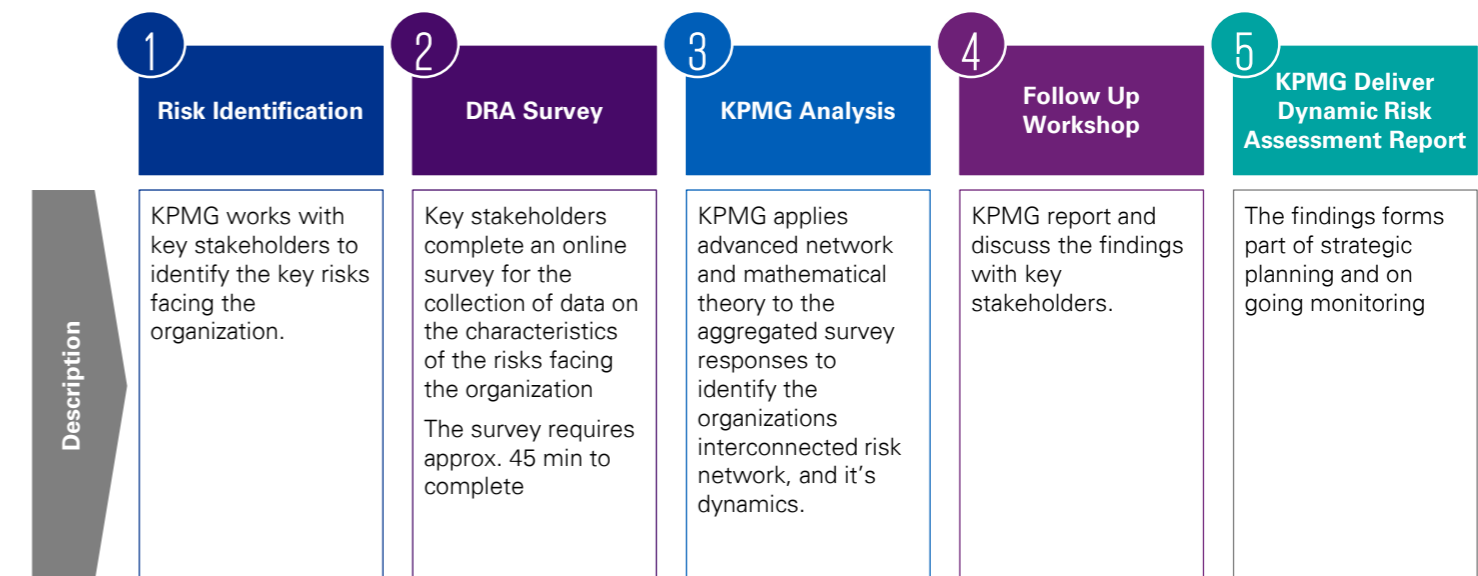 1
Risk Identification
2
DRA Survey
3
KPMG Analysis
4
Follow Up
Workshop
5
KPMG Deliver
Dynamic Risk
Assessment Report
Description
KPMG works with
key stakeholders to
identify the key risks
facing the
organization.
Key stakeholders
complete an online
survey for the
collection of data on
the characteristics
of the risks facing
the organization
The survey requires
approx. 45 min to
complete
KPMG applies
advanced network
and mathematical
theory to the
aggregated survey
responses to
identify the
organizations
interconnected risk
network, and it's
dynamics.
KPMG report and
discuss the findings
with key
stakeholders.
The findings forms
part of strategic
planning and on
going monitoring